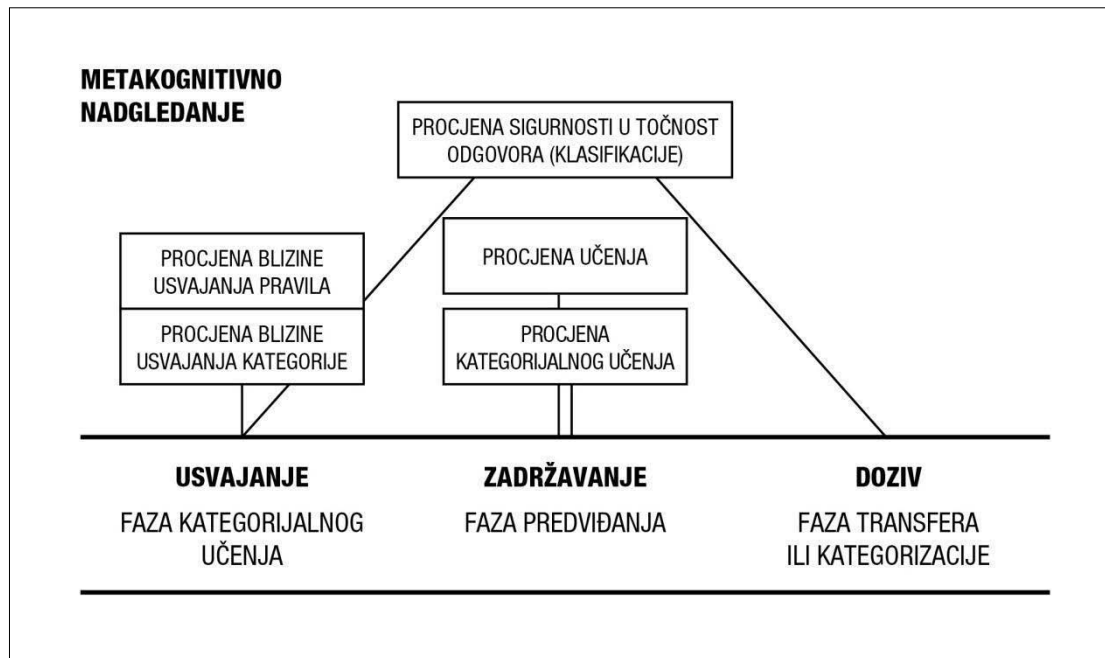 METAKOGNITIVNO
NADGLEDANJE
PROCJENA SIGURNOSTI U TOČNOST
ODGOVORA (KLASIFIKACIJE)
PROCJENA BLIZINE
USVAJANJA PRAVILA
PROCJENA BLIZINE
USVAJANJA KATEGORIJE
PROCJENA UČENJA
PROCJENA
KATEGORIJALNOG UČENJA
USVAJANJE
FAZA KATEGORIJALNOG
UČENJA
ZADRŽAVANJE
FAZA PREDVIĐANJA
DOZIV
FAZA TRANSFERA
ILI KATEGORIZACIJE